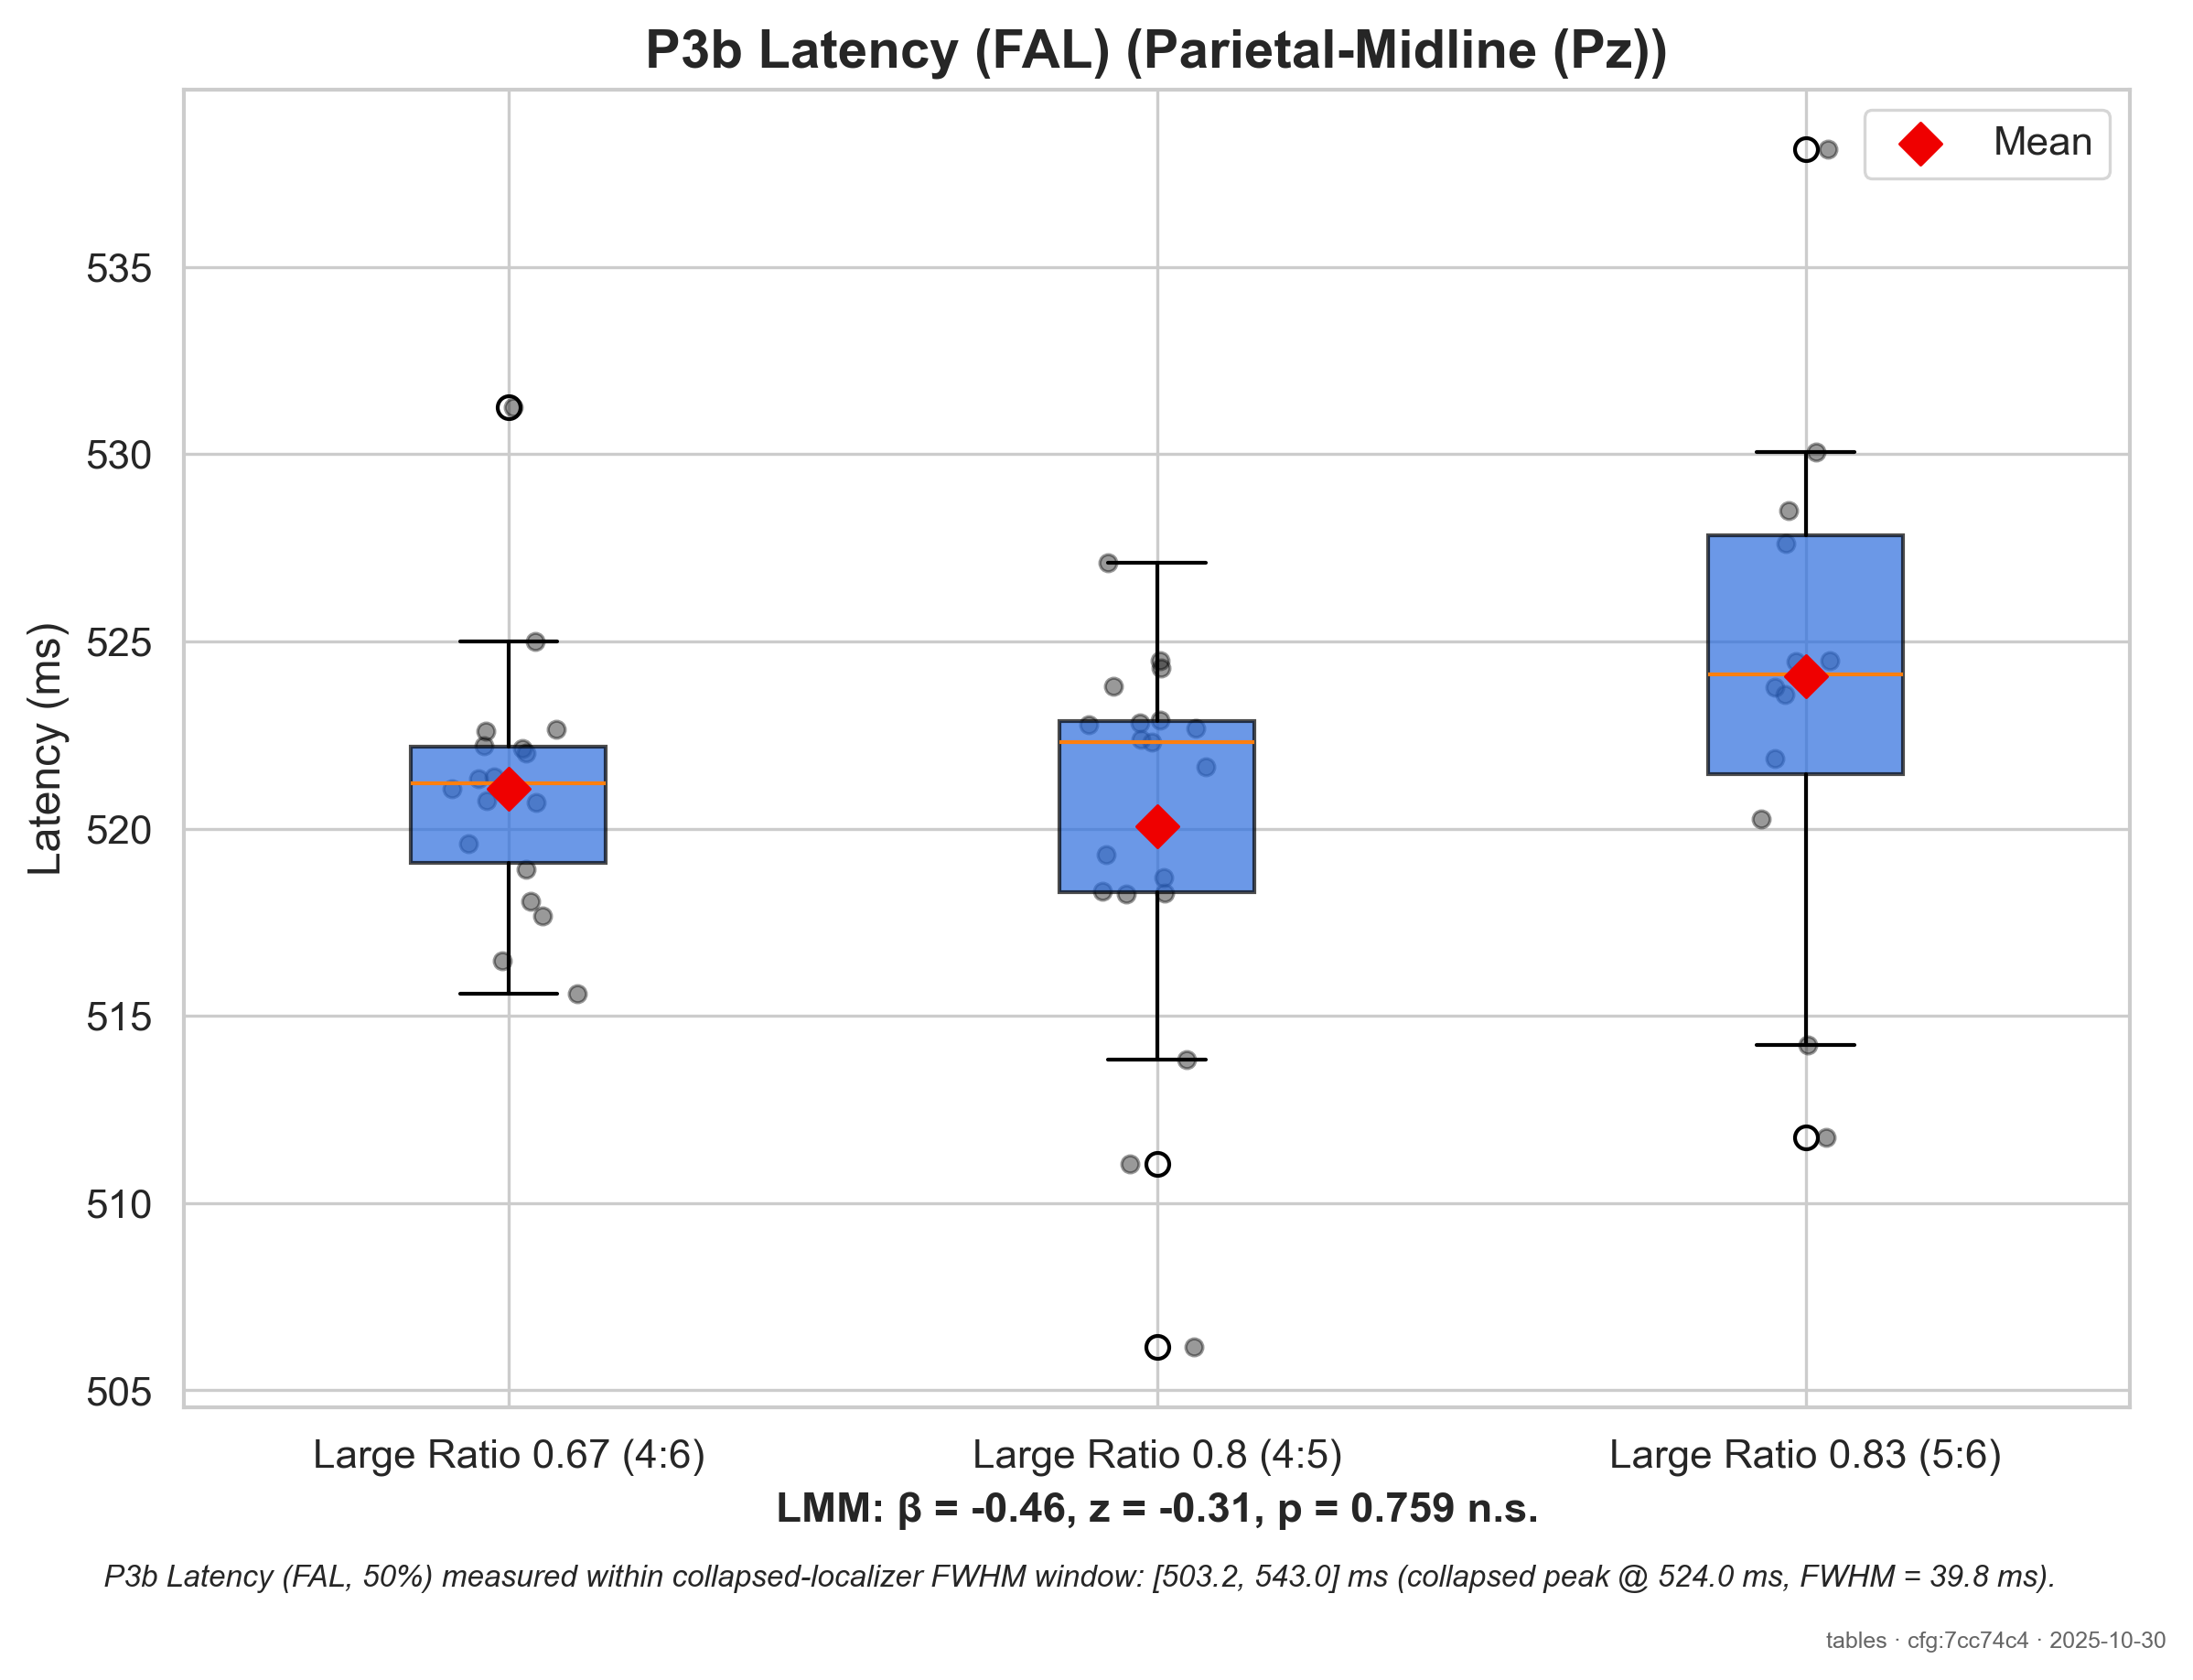 P3b Latency (FAL) (Parietal-Midline (Pz))
Mean
Latency (ms)
535
530
525
520
515
510
505
Large Ratio 0.67 (4:6)
Large Ratio 0.8 (4:5)
Large Ratio 0.83 (5:6)
LMM: β = -0.46, z = -0.31, p = 0.759 n.s.
P3b Latency (FAL, 50%) measured within collapsed-localizer FWHM window: [503.2, 543.0] ms (collapsed peak @ 524.0 ms, FWHM = 39.8 ms).
tables · cfg:7cc74c4 · 2025-10-30